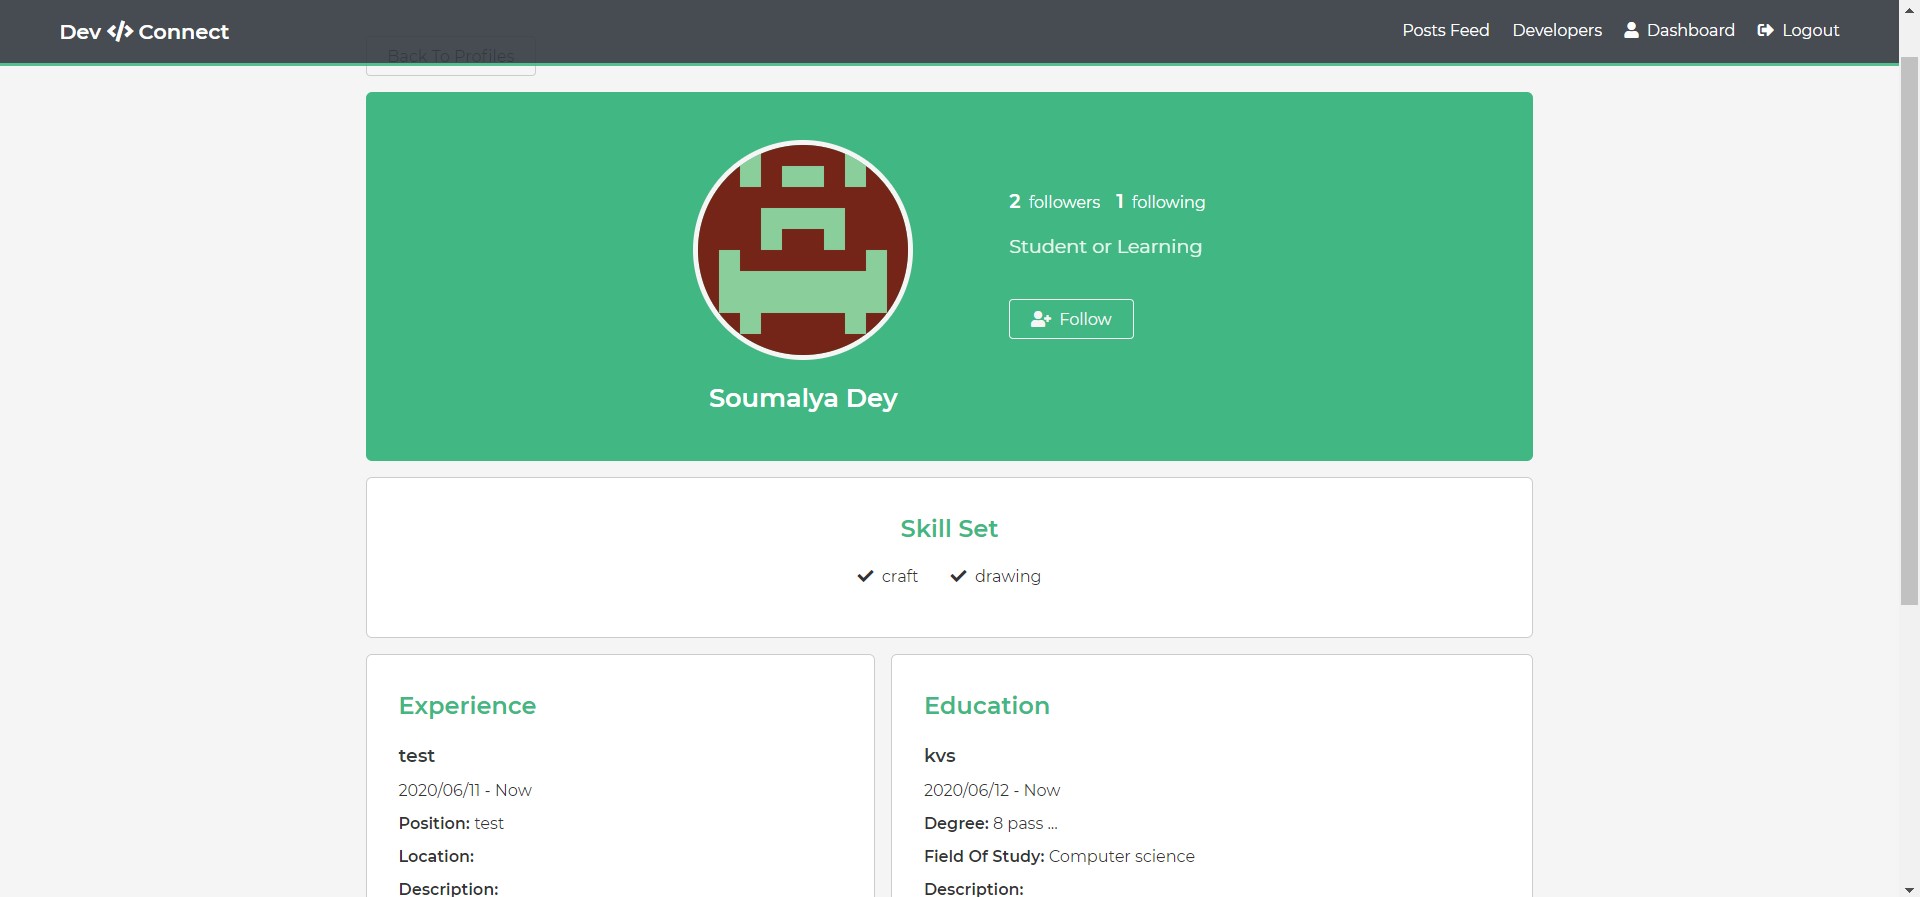 Dev </> Connect
Posts Feed Developers Dashboard Logout
Back To Profiles
2 followers 1 following
Student or Learning
Follow
Soumalya Dey
Skill Set
craft drawing
Experience
test
2020/06/11 - Now
Position: test
Location:
Description:
Education
kvs
2020/06/12 - Now
Degree: 8 pass ...
Field Of Study: Computer science
Description: